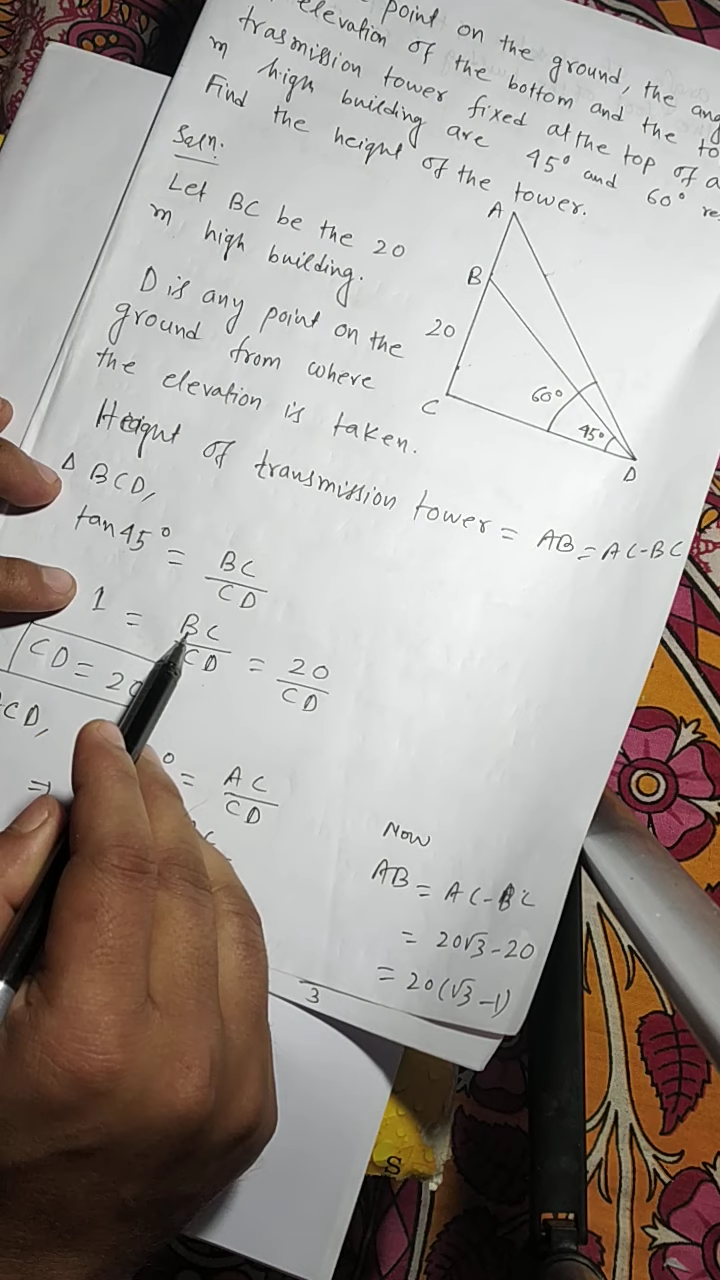 point on the ground, the
elevation of the bottom and the
trasmission tower fixed at the top of a
m high building are 45° and 60°
Find the height of the tower.
Soln:
Let BC be the 20
m high building.
D is any point on the
ground from where
the elevation is taken.
A
B
20
C
60°
45°
D
Height of transmission tower = AB = AC-BC
Δ BCD,
tan 45° = BC/CD
1 = BC/CD = 20/CD
CD = 20
CD,
⇒ ° = AC/CD
3
Now
AB = AC-BC
= 20√3-20
= 20(√3-1)
S